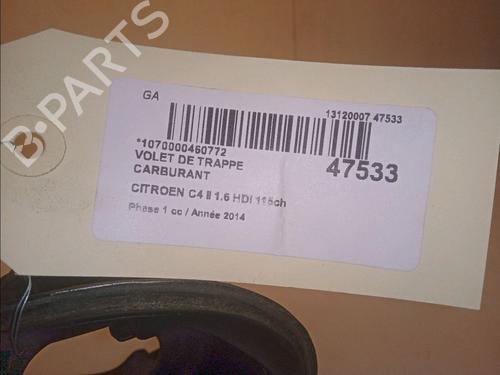 B-PARTS
GA
13120007 47533
*1070000460772
47533
VOLET DE TRAPPE
CARBURANT
CITROEN C4 II 1.6 HDI 115ch
Phase 1 cc / Année 2014